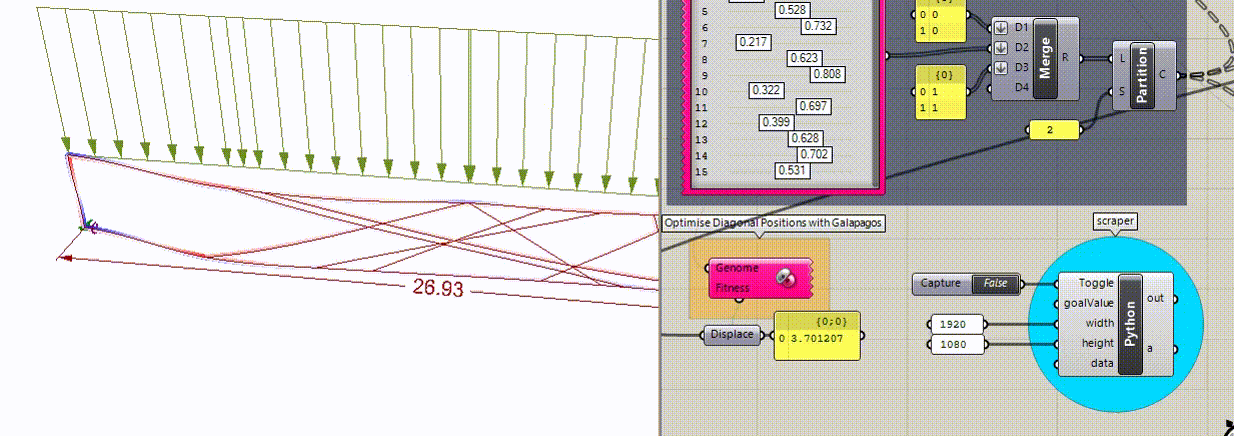 26.93
5
6
7
8
9
10
11
12
13
14
15
0.528
0.732
0.217
0.623
0.808
0.322
0.697
0.399
0.628
0.702
0.531
0 0
1 0
{0}
0 1
1 1
D1
D2
D3
D4
Merge
R
L
S
Partition
C
2
Optimise Diagonal Positions with Galapagos
Genome
Fitness
Displace
{0;0}
0 3.701207
scraper
Capture False
1920
1080
Toggle
goalValue
width
height
data
Python
out
a